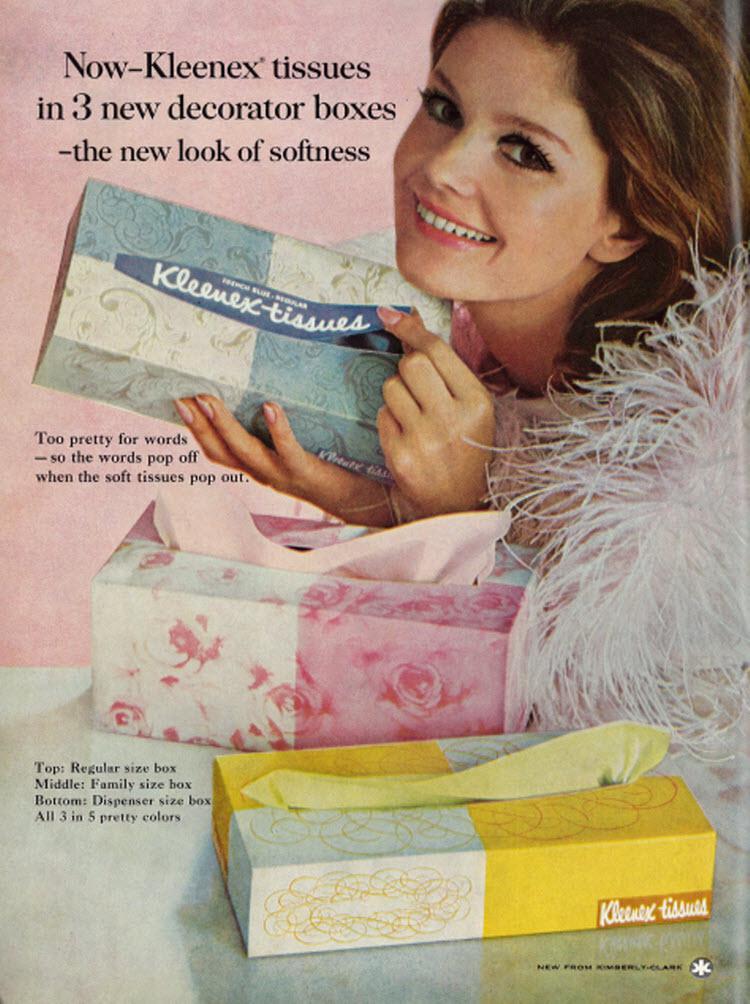 Now–Kleenex® tissues
in 3 new decorator boxes
–the new look of softness
FRENCH BLUE · REGULAR
Kleenex·tissues
Kleenex tissues
Too pretty for words
— so the words pop off
when the soft tissues pop out.
Top: Regular size box
Middle: Family size box
Bottom: Dispenser size box
All 3 in 5 pretty colors
Kleenex tissues
NEW FROM KIMBERLY-CLARK